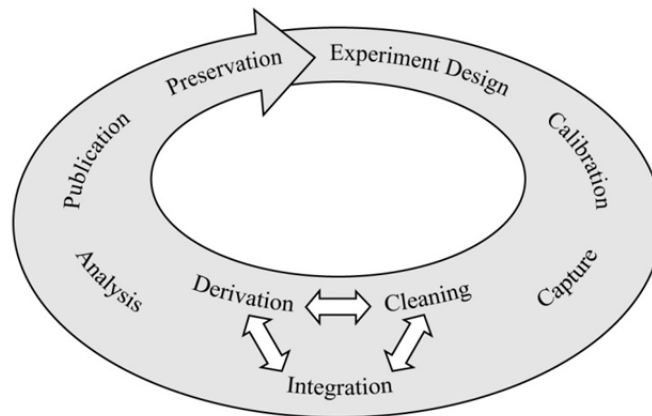 Preservation
Experiment Design
Calibration
Capture
Cleaning
Derivation
Integration
Analysis
Publication